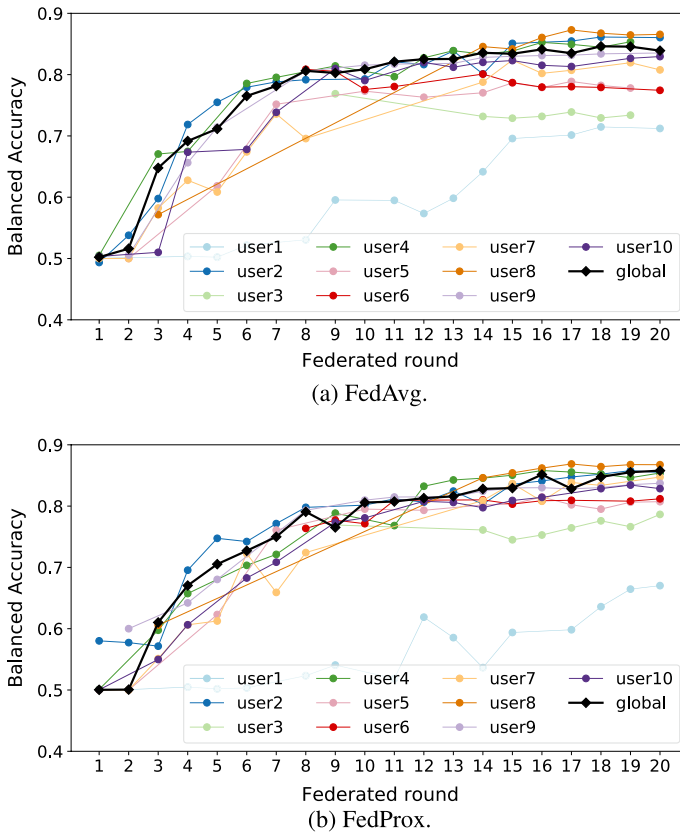 0.9
0.8
0.7
0.6
0.5
0.4
Balanced Accuracy
user1 user4 user7 user10
user2 user5 user8 global
user3 user6 user9
1 2 3 4 5 6 7 8 9 10 11 12 13 14 15 16 17 18 19 20
Federated round
(a) FedAvg.
0.9
0.8
0.7
0.6
0.5
0.4
Balanced Accuracy
user1 user4 user7 user10
user2 user5 user8 global
user3 user6 user9
1 2 3 4 5 6 7 8 9 10 11 12 13 14 15 16 17 18 19 20
Federated round
(b) FedProx.